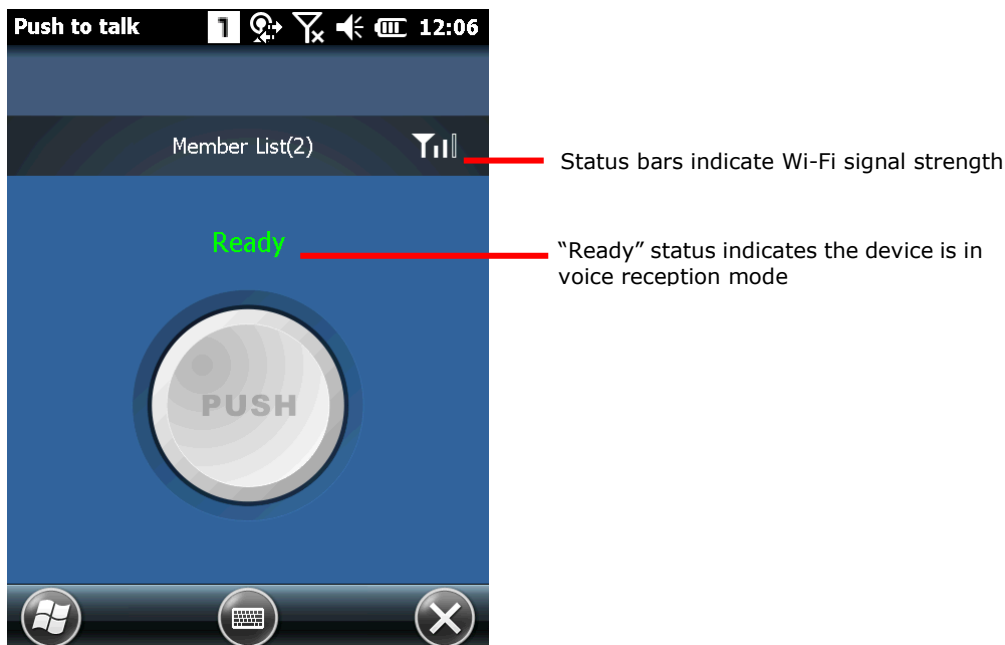 Push to talk 1 12:06
Member List(2)
Status bars indicate Wi-Fi signal strength
Ready
“Ready” status indicates the device is in
voice reception mode
PUSH